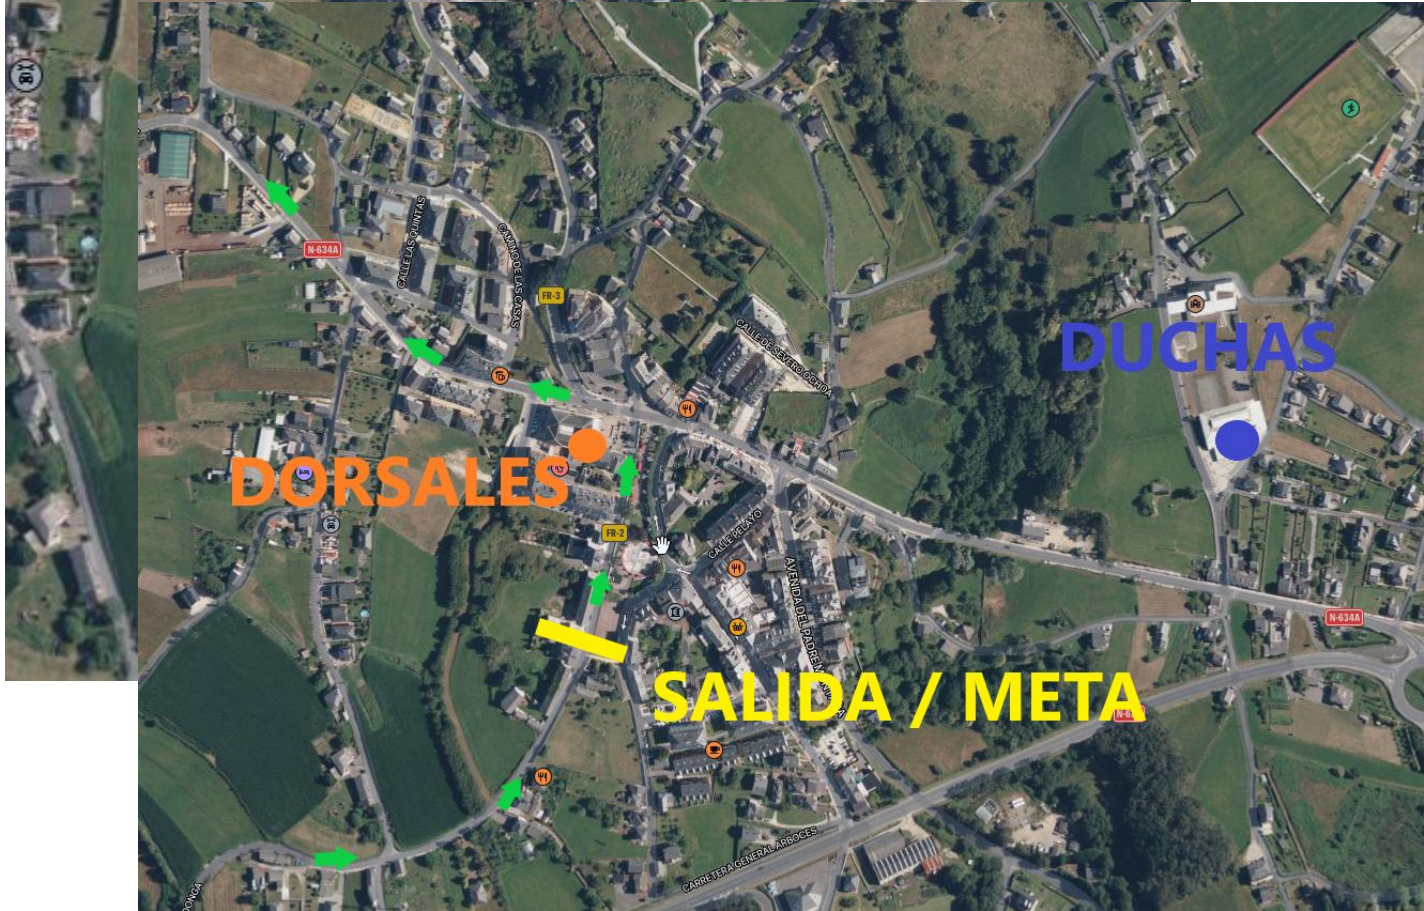 N-634A
CALLE LAS QUINTAS
CAMINO DE LAS CASAS
FR-3
CALLE DE SEVERO OCHOA
DUCHAS
DORSALES
FR-2
CALLE PELAYO
AVENIDA DEL PADRE
N-634A
SALIDA / META
CARRETERA GENERAL ARBOCES